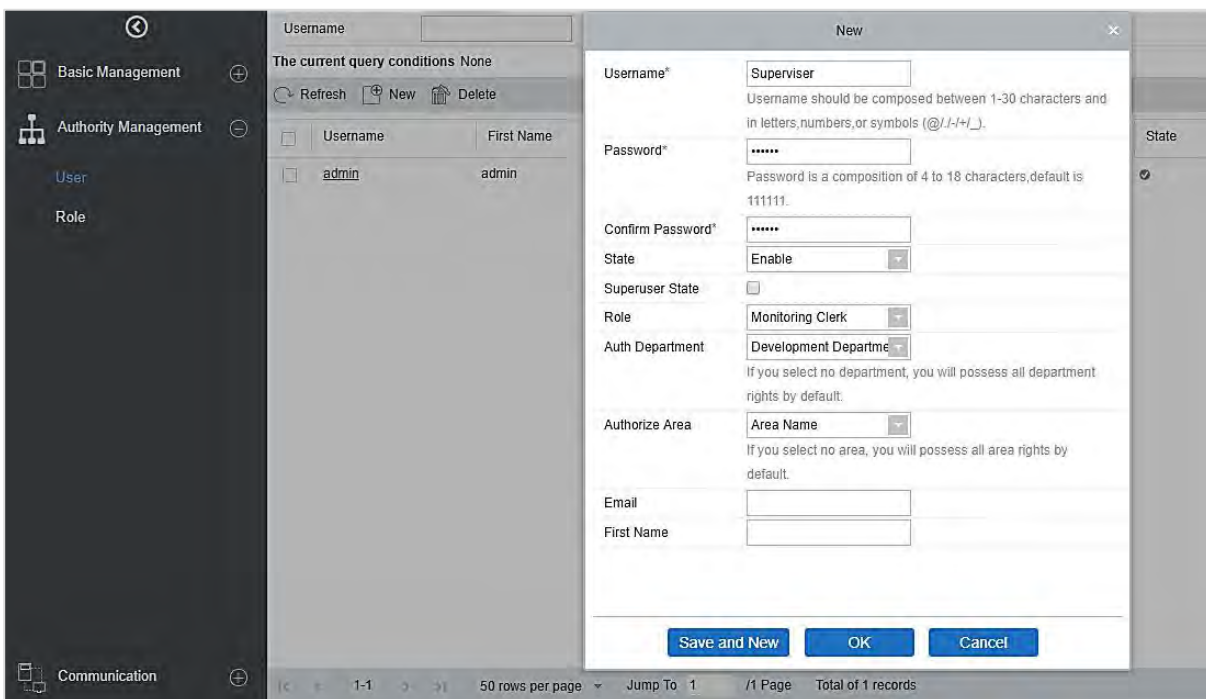 Basic Management
Authority Management
User
Role
Communication
Username
The current query conditions None
Refresh New Delete
Username First Name State
admin admin
1-1 50 rows per page Jump To 1 /1 Page Total of 1 records
New
Username* Superviser
Username should be composed between 1-30 characters and
in letters,numbers,or symbols (@/./-/+/_).
Password* ••••••
Password is a composition of 4 to 18 characters,default is
111111.
Confirm Password* ••••••
State Enable
Superuser State
Role Monitoring Clerk
Auth Department Development Departme
If you select no department, you will possess all department
rights by default.
Authorize Area Area Name
If you select no area, you will possess all area rights by
default.
Email
First Name
Save and New OK Cancel